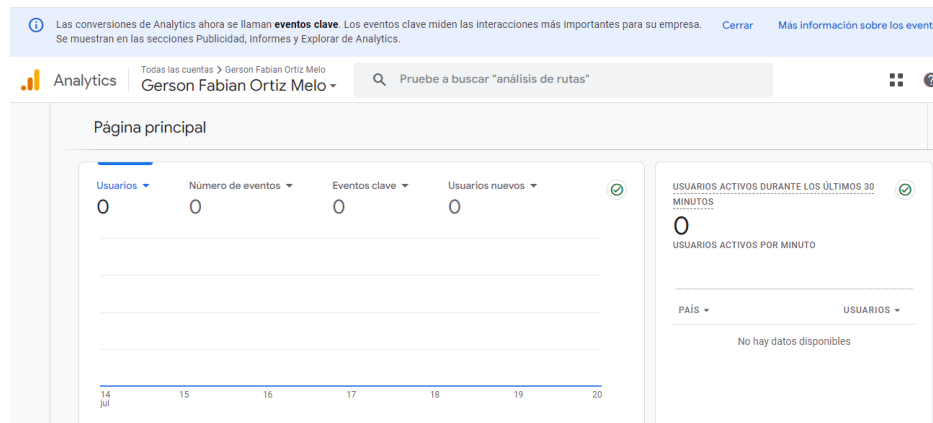 Las conversiones de Analytics ahora se llaman eventos clave. Los eventos clave miden las interacciones más importantes para su empresa.
Se muestran en las secciones Publicidad, Informes y Explorar de Analytics.
Cerrar
Más información sobre los event
Analytics
Todas las cuentas > Gerson Fabian Ortiz Melo
Gerson Fabian Ortiz Melo
Pruebe a buscar "análisis de rutas"
Página principal
Usuarios
0
Número de eventos
0
Eventos clave
0
Usuarios nuevos
0
14
jul
15
16
17
18
19
20
USUARIOS ACTIVOS DURANTE LOS ÚLTIMOS 30
MINUTOS
0
USUARIOS ACTIVOS POR MINUTO
PAÍS
USUARIOS
No hay datos disponibles